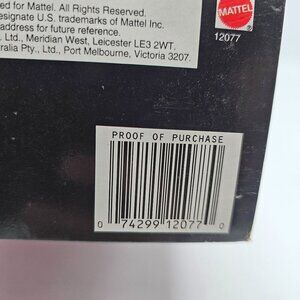 ed for Mattel. All Rights Reserved.
esignate U.S. trademarks of Mattel Inc.
address for future reference.
. Ltd., Meridian West, Leicester LE3 2WT.
ralia Pty., Ltd., Port Melbourne, Victoria 3207.
MATTEL
12077
PROOF OF PURCHASE
0 74299 12077 0